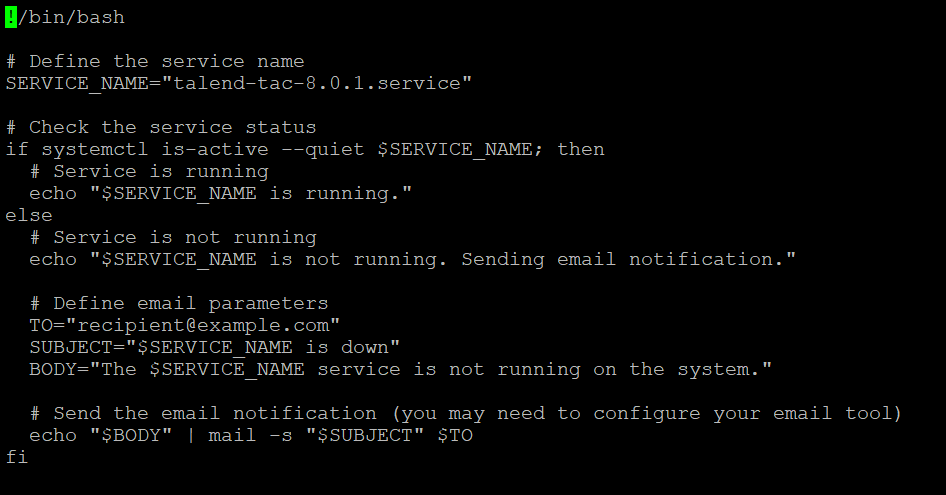 !/bin/bash

# Define the service name
SERVICE_NAME="talend-tac-8.0.1.service"

# Check the service status
if systemctl is-active --quiet $SERVICE_NAME; then
  # Service is running
  echo "$SERVICE_NAME is running."
else
  # Service is not running
  echo "$SERVICE_NAME is not running. Sending email notification."

  # Define email parameters
  TO="recipient@example.com"
  SUBJECT="$SERVICE_NAME is down"
  BODY="The $SERVICE_NAME service is not running on the system."

  # Send the email notification (you may need to configure your email tool)
  echo "$BODY" | mail -s "$SUBJECT" $TO
fi